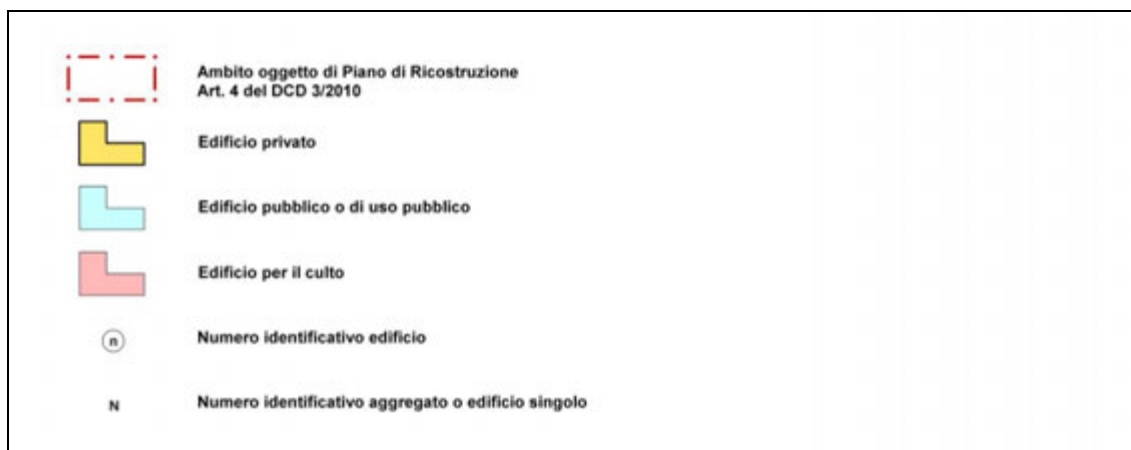 Ambito oggetto di Piano di Ricostruzione
Art. 4 del DCD 3/2010
Edificio privato
Edificio pubblico o di uso pubblico
Edificio per il culto
n Numero identificativo edificio
N Numero identificativo aggregato o edificio singolo